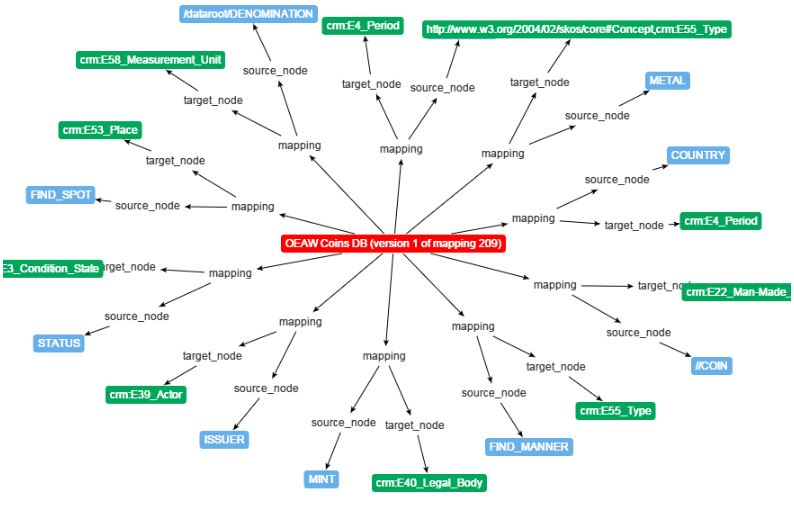 /dataroot/DENOMINATION
crm:E4_Period
http://www.w3.org/2004/02/skos/core#Concept,crm:E55_Type
crm:E58_Measurement_Unit
source_node
target_node
source_node
target_node
METAL
target_node
source_node
crm:E53_Place
mapping
mapping
mapping
COUNTRY
target_node
source_node
FIND_SPOT
source_node
mapping
mapping
target_node
crm:E4_Period
OEAW Coins DB (version 1 of mapping 209)
E3_Condition_State
rget_node
mapping
mapping
target_no
crm:E22_Man-Made_
source_node
mapping
mapping
source_node
STATUS
target_node
mapping
target_node
//COIN
crm:E39_Actor
source_node
source_node
crm:E55_Type
source_node
target_node
ISSUER
FIND_MANNER
MINT
crm:E40_Legal_Body